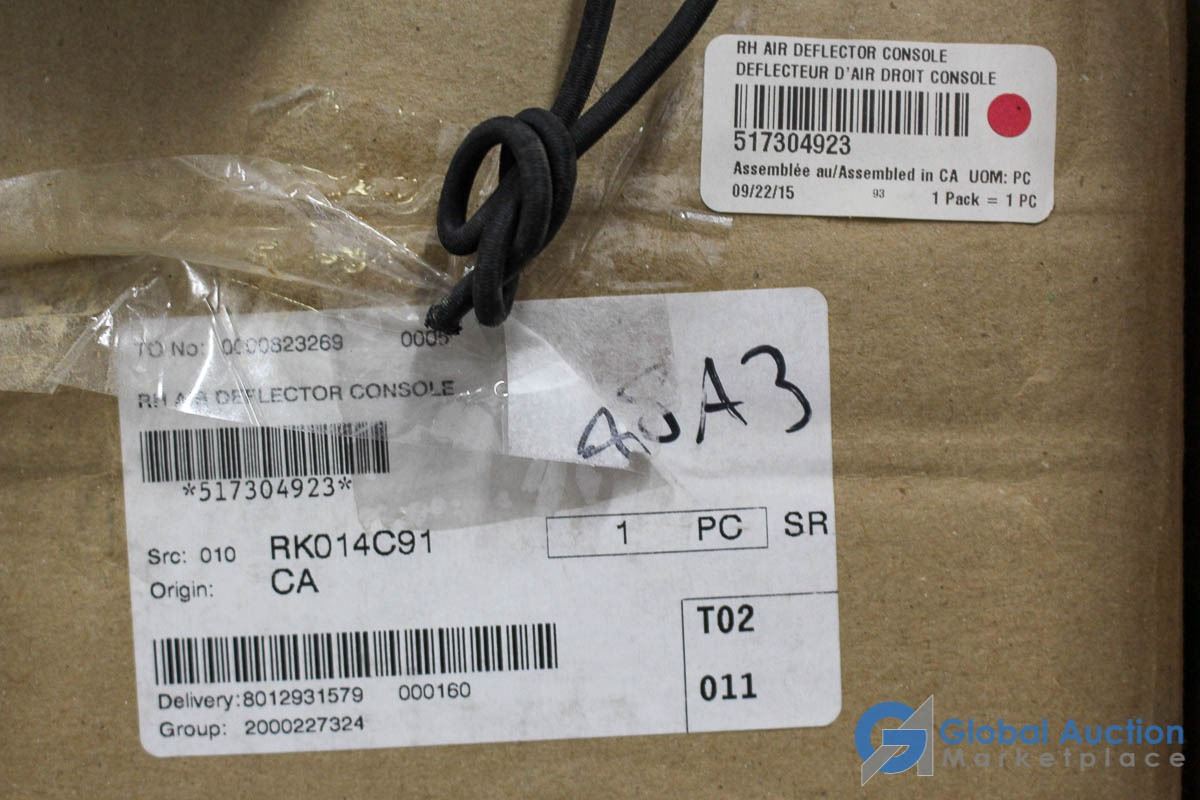 RH AIR DEFLECTOR CONSOLE
DEFLECTEUR D'AIR DROIT CONSOLE
517304923
Assemblée au/Assembled in CA UOM: PC
09/22/15 93 1 Pack = 1 PC
TO No: 0000823269 0005
RH AIR DEFLECTOR CONSOLE
48A3
*517304923*
Src: 010 RK014C91 1 PC SR
Origin: CA
T02
011
Delivery:8012931579 000160
Group: 2000227324
Global Auction
Marketplace